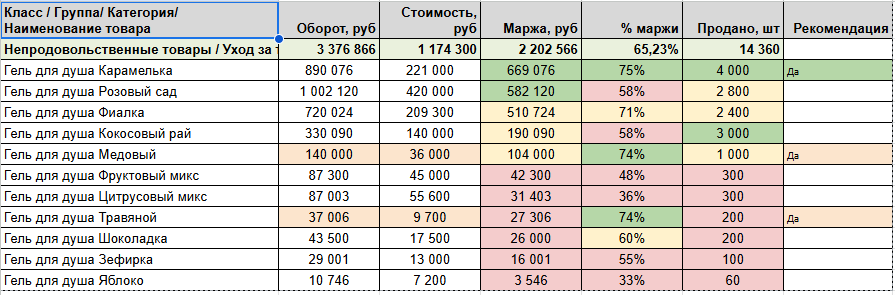 Класс / Группа/ Категория/
Наименование товара Оборот, руб Стоимость, руб Маржа, руб % маржи Продано, шт Рекомендация
Непродовольственные товары / Уход за т 3 376 866 1 174 300 2 202 566 65,23% 14 360
Гель для душа Карамелька 890 076 221 000 669 076 75% 4 000 Да
Гель для душа Розовый сад 1 002 120 420 000 582 120 58% 2 800
Гель для душа Фиалка 720 024 209 300 510 724 71% 2 400
Гель для душа Кокосовый рай 330 090 140 000 190 090 58% 3 000
Гель для душа Медовый 140 000 36 000 104 000 74% 1 000 Да
Гель для душа Фруктовый микс 87 300 45 000 42 300 48% 300
Гель для душа Цитрусовый микс 87 003 55 600 31 403 36% 300
Гель для душа Травяной 37 006 9 700 27 306 74% 200 Да
Гель для душа Шоколадка 43 500 17 500 26 000 60% 200
Гель для душа Зефирка 29 001 13 000 16 001 55% 100
Гель для душа Яблоко 10 746 7 200 3 546 33% 60